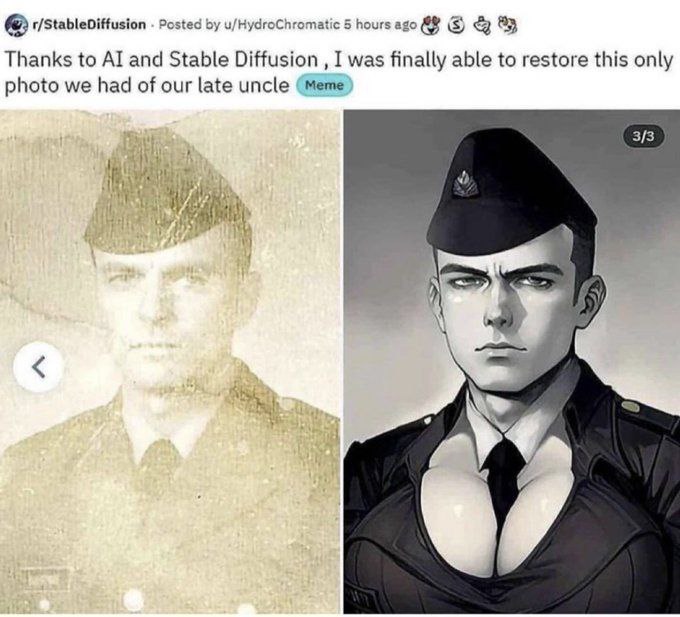 r/StableDiffusion · Posted by u/HydroChromatic 5 hours ago
Thanks to AI and Stable Diffusion , I was finally able to restore this only
photo we had of our late uncle Meme
3/3